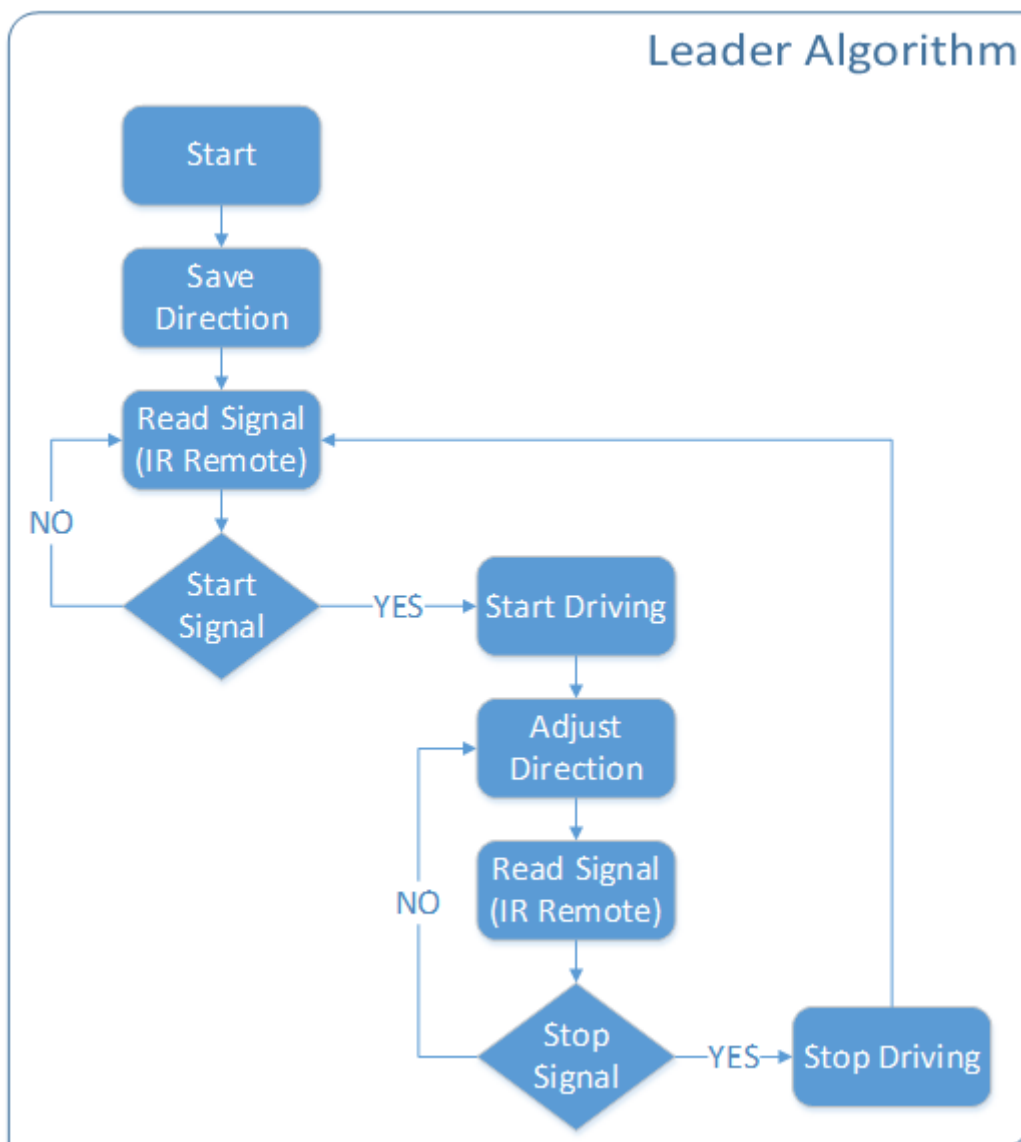 Leader Algorithm
Start
Save
Direction
Read Signal
(IR Remote)
NO
Start
Signal
YES
Start Driving
Adjust
Direction
Read Signal
(IR Remote)
NO
Stop
Signal
YES
Stop Driving